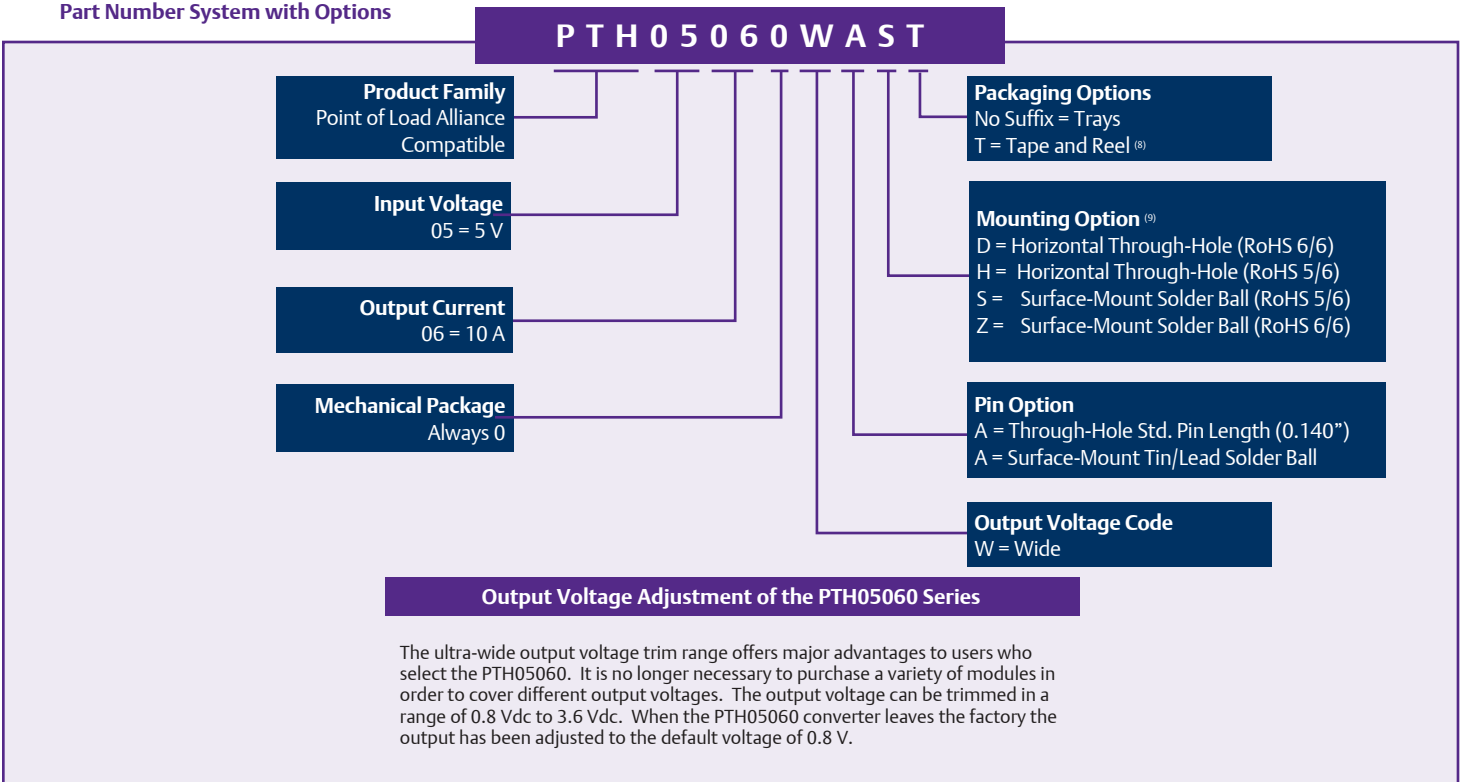 Part Number System with Options
PTH05060WAST
Product Family
Point of Load Alliance
Compatible
Input Voltage
05 = 5 V
Output Current
06 = 10 A
Mechanical Package
Always 0
Packaging Options
No Suffix = Trays
T = Tape and Reel (8)
Mounting Option (9)
D = Horizontal Through-Hole (RoHS 6/6)
H = Horizontal Through-Hole (RoHS 5/6)
S = Surface-Mount Solder Ball (RoHS 5/6)
Z = Surface-Mount Solder Ball (RoHS 6/6)
Pin Option
A = Through-Hole Std. Pin Length (0.140”)
A = Surface-Mount Tin/Lead Solder Ball
Output Voltage Code
W = Wide
Output Voltage Adjustment of the PTH05060 Series
The ultra-wide output voltage trim range offers major advantages to users who
select the PTH05060. It is no longer necessary to purchase a variety of modules in
order to cover different output voltages. The output voltage can be trimmed in a
range of 0.8 Vdc to 3.6 Vdc. When the PTH05060 converter leaves the factory the
output has been adjusted to the default voltage of 0.8 V.